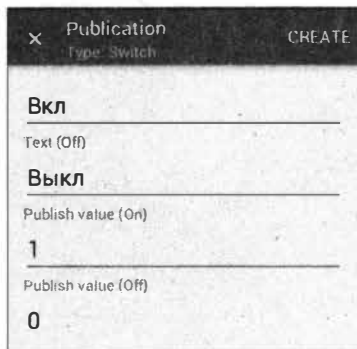 × Publication CREATE
Type: Switch
Вкл
Text (Off)
Выкл
Publish value (On)
1
Publish value (Off)
0